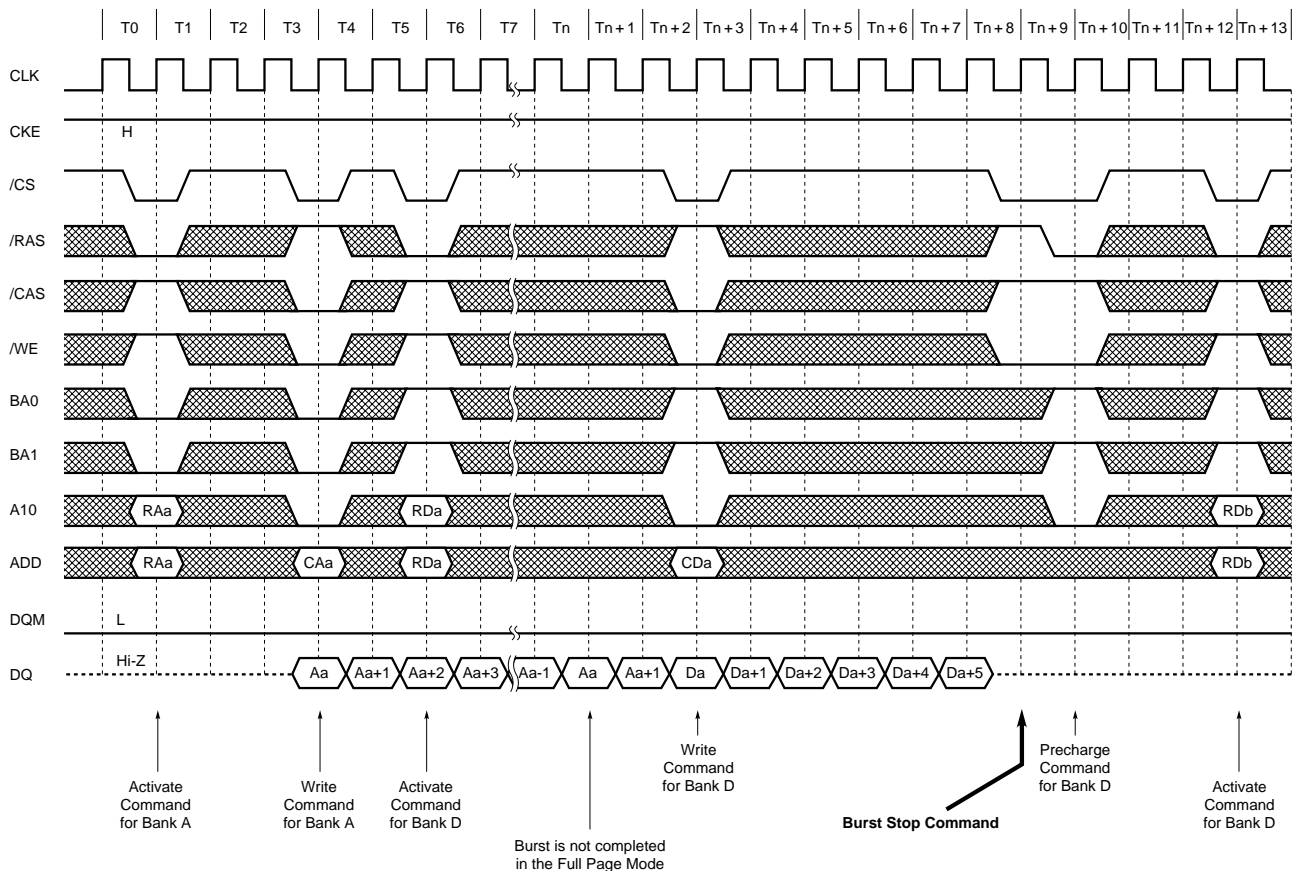 T0 T1 T2 T3 T4 T5 T6 T7 Tn Tn+1 Tn+2 Tn+3 Tn+4 Tn+5 Tn+6 Tn+7 Tn+8 Tn+9 Tn+10 Tn+11 Tn+12 Tn+13
CLK
CKE H
/CS
/RAS
/CAS
/WE
BA0
BA1
A10 RAa RDa RDb
ADD RAa CAa RDa CDa RDb
DQM L
DQ Hi-Z Aa Aa+1 Aa+2 Aa+3 Aa-1 Aa Aa+1 Da Da+1 Da+2 Da+3 Da+4 Da+5
Activate
Command
for Bank A
Write
Command
for Bank A
Activate
Command
for Bank D
Burst is not completed
in the Full Page Mode
Write
Command
for Bank D
Burst Stop Command
Precharge
Command
for Bank D
Activate
Command
for Bank D